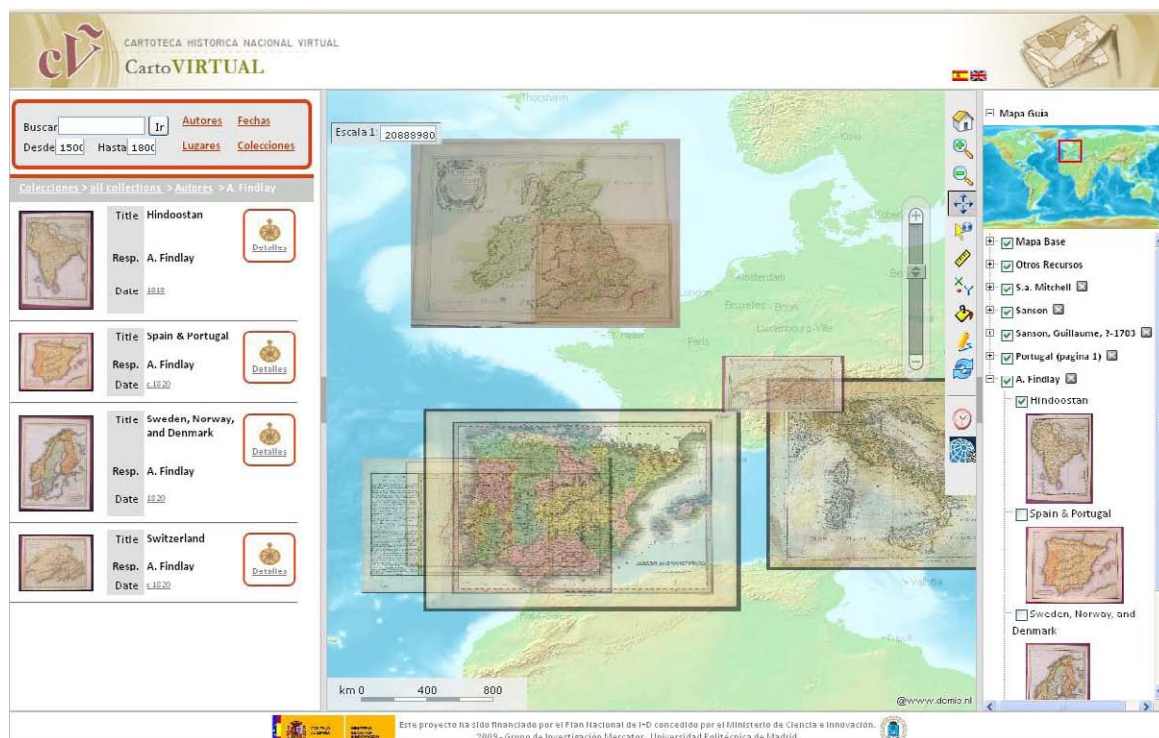 CARTOTECA HISTORICA NACIONAL VIRTUAL
CartoVIRTUAL
Buscar Ir Autores Fechas
Desde 1500 Hasta 180 Lugares Colecciones
Colecciones > all collections > Autores > A. Findlay
Title Hindoostan
Resp. A. Findlay
Date 1818
Detalles
Title Spain & Portugal
Resp. A. Findlay
Date c 1820
Detalles
Title Sweden, Norway,
and Denmark
Resp. A. Findlay
Date 1820
Detalles
Title Switzerland
Resp. A. Findlay
Date c 1820
Detalles
Escala 1: 20888980
Thorshavn
Oslo
Amsterdam
London
Bruxelles Bonn
Luxembourg-Ville
Paris
Valletta
km 0 400 800
Mapa Guia
Mapa Base
Otros Recursos
S.a. Mitchell
Sanson
Sanson, Guillaume, ?-1703
Portugal (pagina 1)
A. Findlay
Hindoostan
Spain & Portugal
Sweden, Norway, and
Denmark
Este proyecto ha sido financiado por el Plan Nacional de I+D concedido por el Ministerio de Ciencia e Innovación.
2009 - Grupo de Investigación Mercator. Universidad Politécnica de Madrid